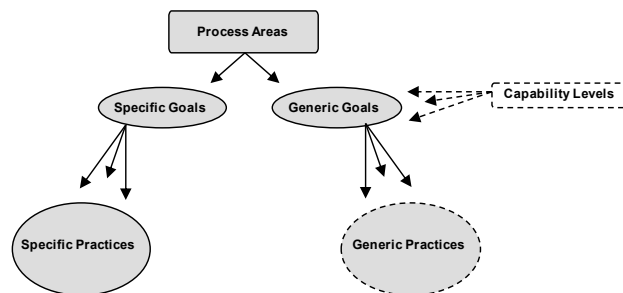 Process Areas
Specific Goals
Generic Goals
Capability Levels
Specific Practices
Generic Practices